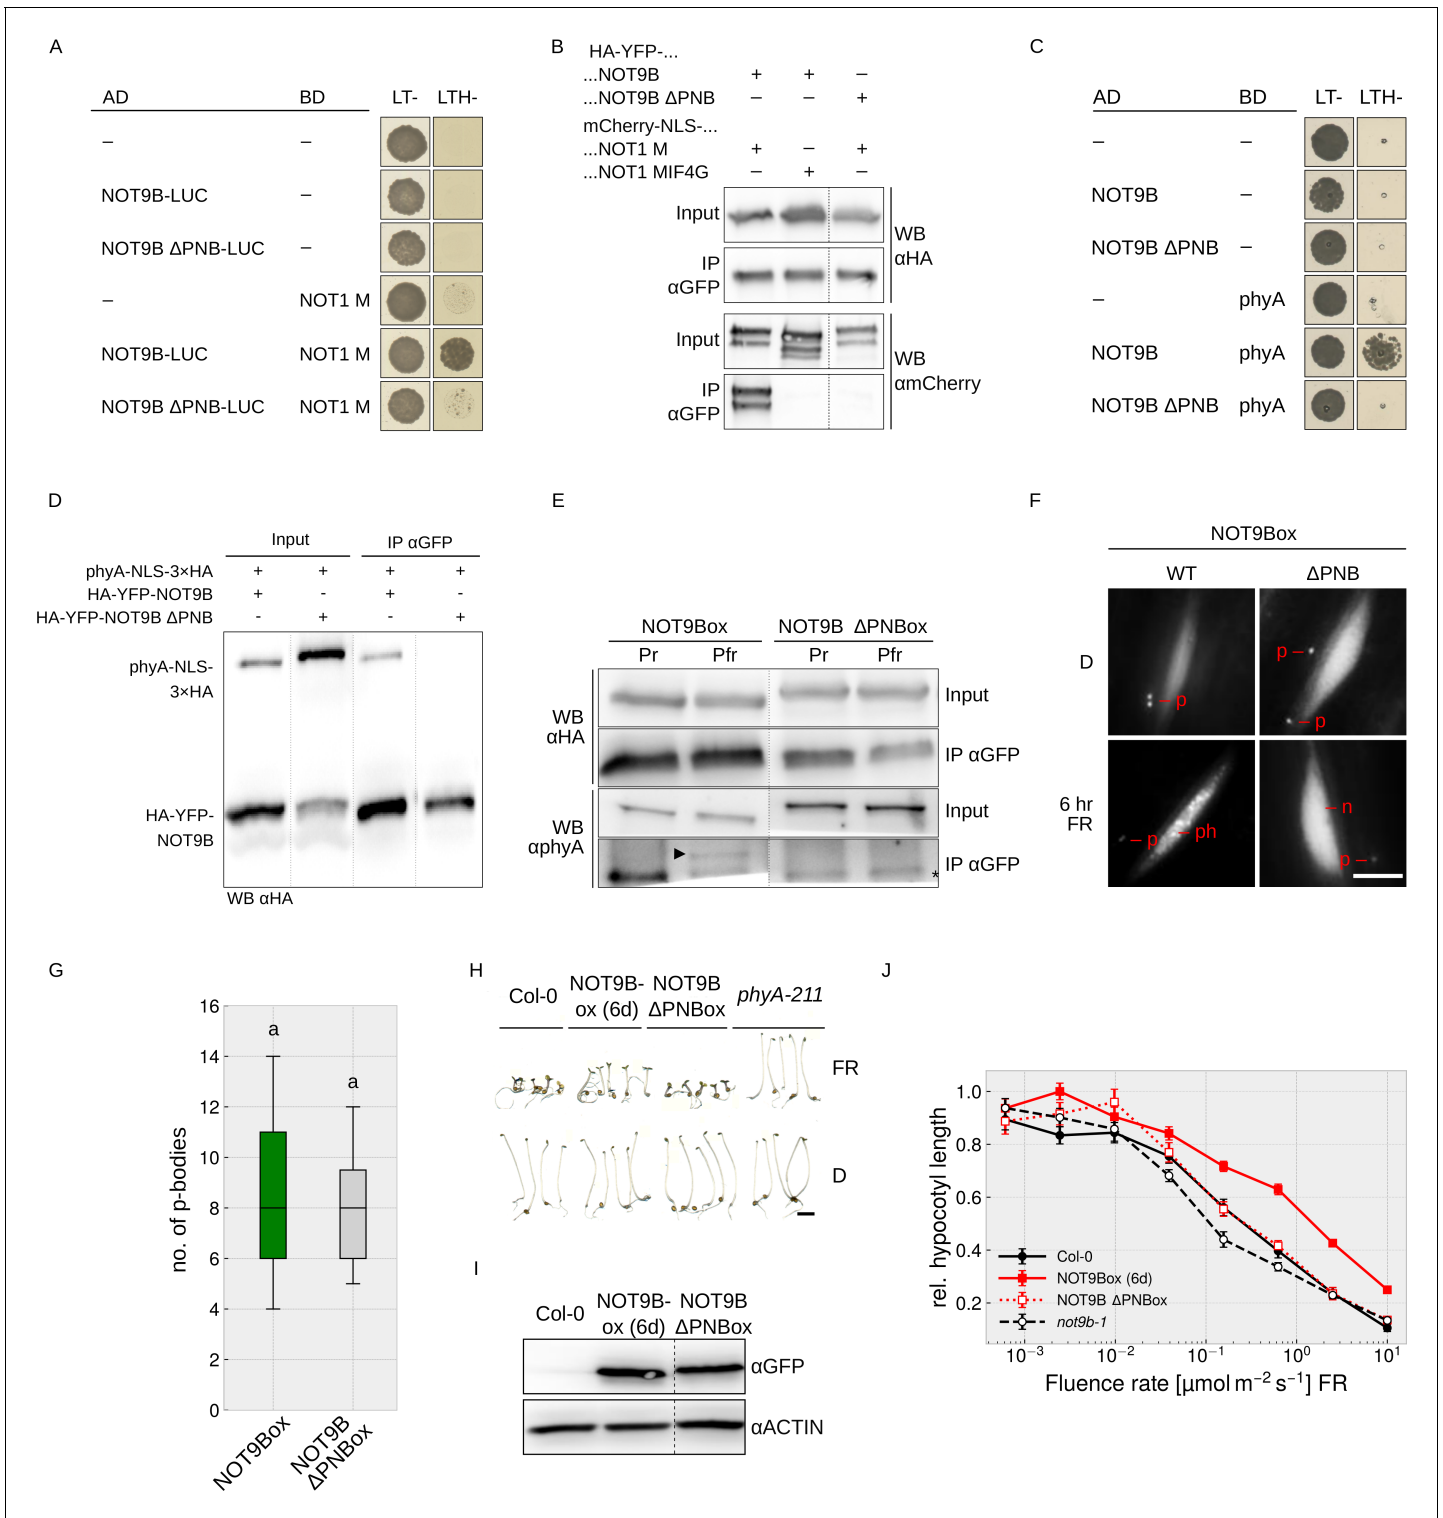 A
AD BD LT- LTH-
– –
NOT9B-LUC –
NOT9B ΔPNB-LUC –
– NOT1 M
NOT9B-LUC NOT1 M
NOT9B ΔPNB-LUC NOT1 M
B
HA-YFP-...
...NOT9B + + –
...NOT9B ΔPNB – – +
mCherry-NLS-...
...NOT1 M + – +
...NOT1 MIF4G – + –
Input
IP
αGFP
WB
αHA
Input
IP
αGFP
WB
αmCherry
C
AD BD LT- LTH-
– –
NOT9B –
NOT9B ΔPNB –
– phyA
NOT9B phyA
NOT9B ΔPNB phyA
D
Input IP αGFP
phyA-NLS-3×HA + + + +
HA-YFP-NOT9B + - + -
HA-YFP-NOT9B ΔPNB - + - +
phyA-NLS-
3×HA
HA-YFP-
NOT9B
WB αHA
E
NOT9Box NOT9B ΔPNBox
Pr Pfr Pr Pfr
WB
αHA
Input
IP αGFP
WB
αphyA
Input
IP αGFP
*
F
NOT9Box
WT ΔPNB
D
p
p
p
6 hr
FR
p
ph
n
p
G
no. of p-bodies
16
14
12
10
8
6
4
2
0
a
a
NOT9Box
NOT9B
ΔPNBox
H
Col-0
NOT9B-
ox (6d)
NOT9B
ΔPNBox
phyA-211
FR
D
I
Col-0
NOT9B-
ox (6d)
NOT9B
ΔPNBox
αGFP
αACTIN
J
rel. hypocotyl length
1.0
0.8
0.6
0.4
0.2
Col-0
NOT9Box (6d)
NOT9B ΔPNBox
not9b-1
10⁻³ 10⁻² 10⁻¹ 10⁰ 10¹
Fluence rate [μmol m⁻² s⁻¹] FR